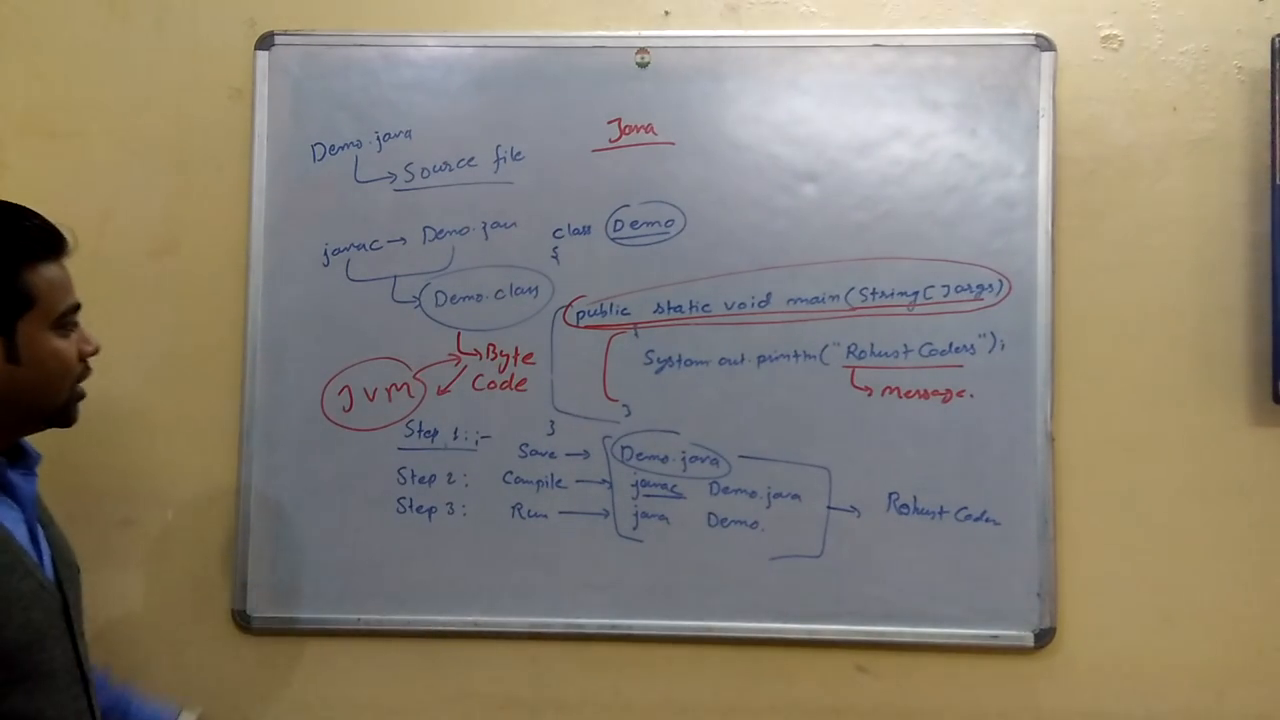 Java
Demo.java
Source file
javac → Demo.jav
Demo.class
Byte
Code
JVM
class Demo
{
public static void main(String[]args)
{
System.out.println("Robust Coders");
message.
}
}
Step 1:- Save → Demo.java
Step 2: Compile → javac Demo.java
Step 3: Run → java Demo.
→ Robust Coder